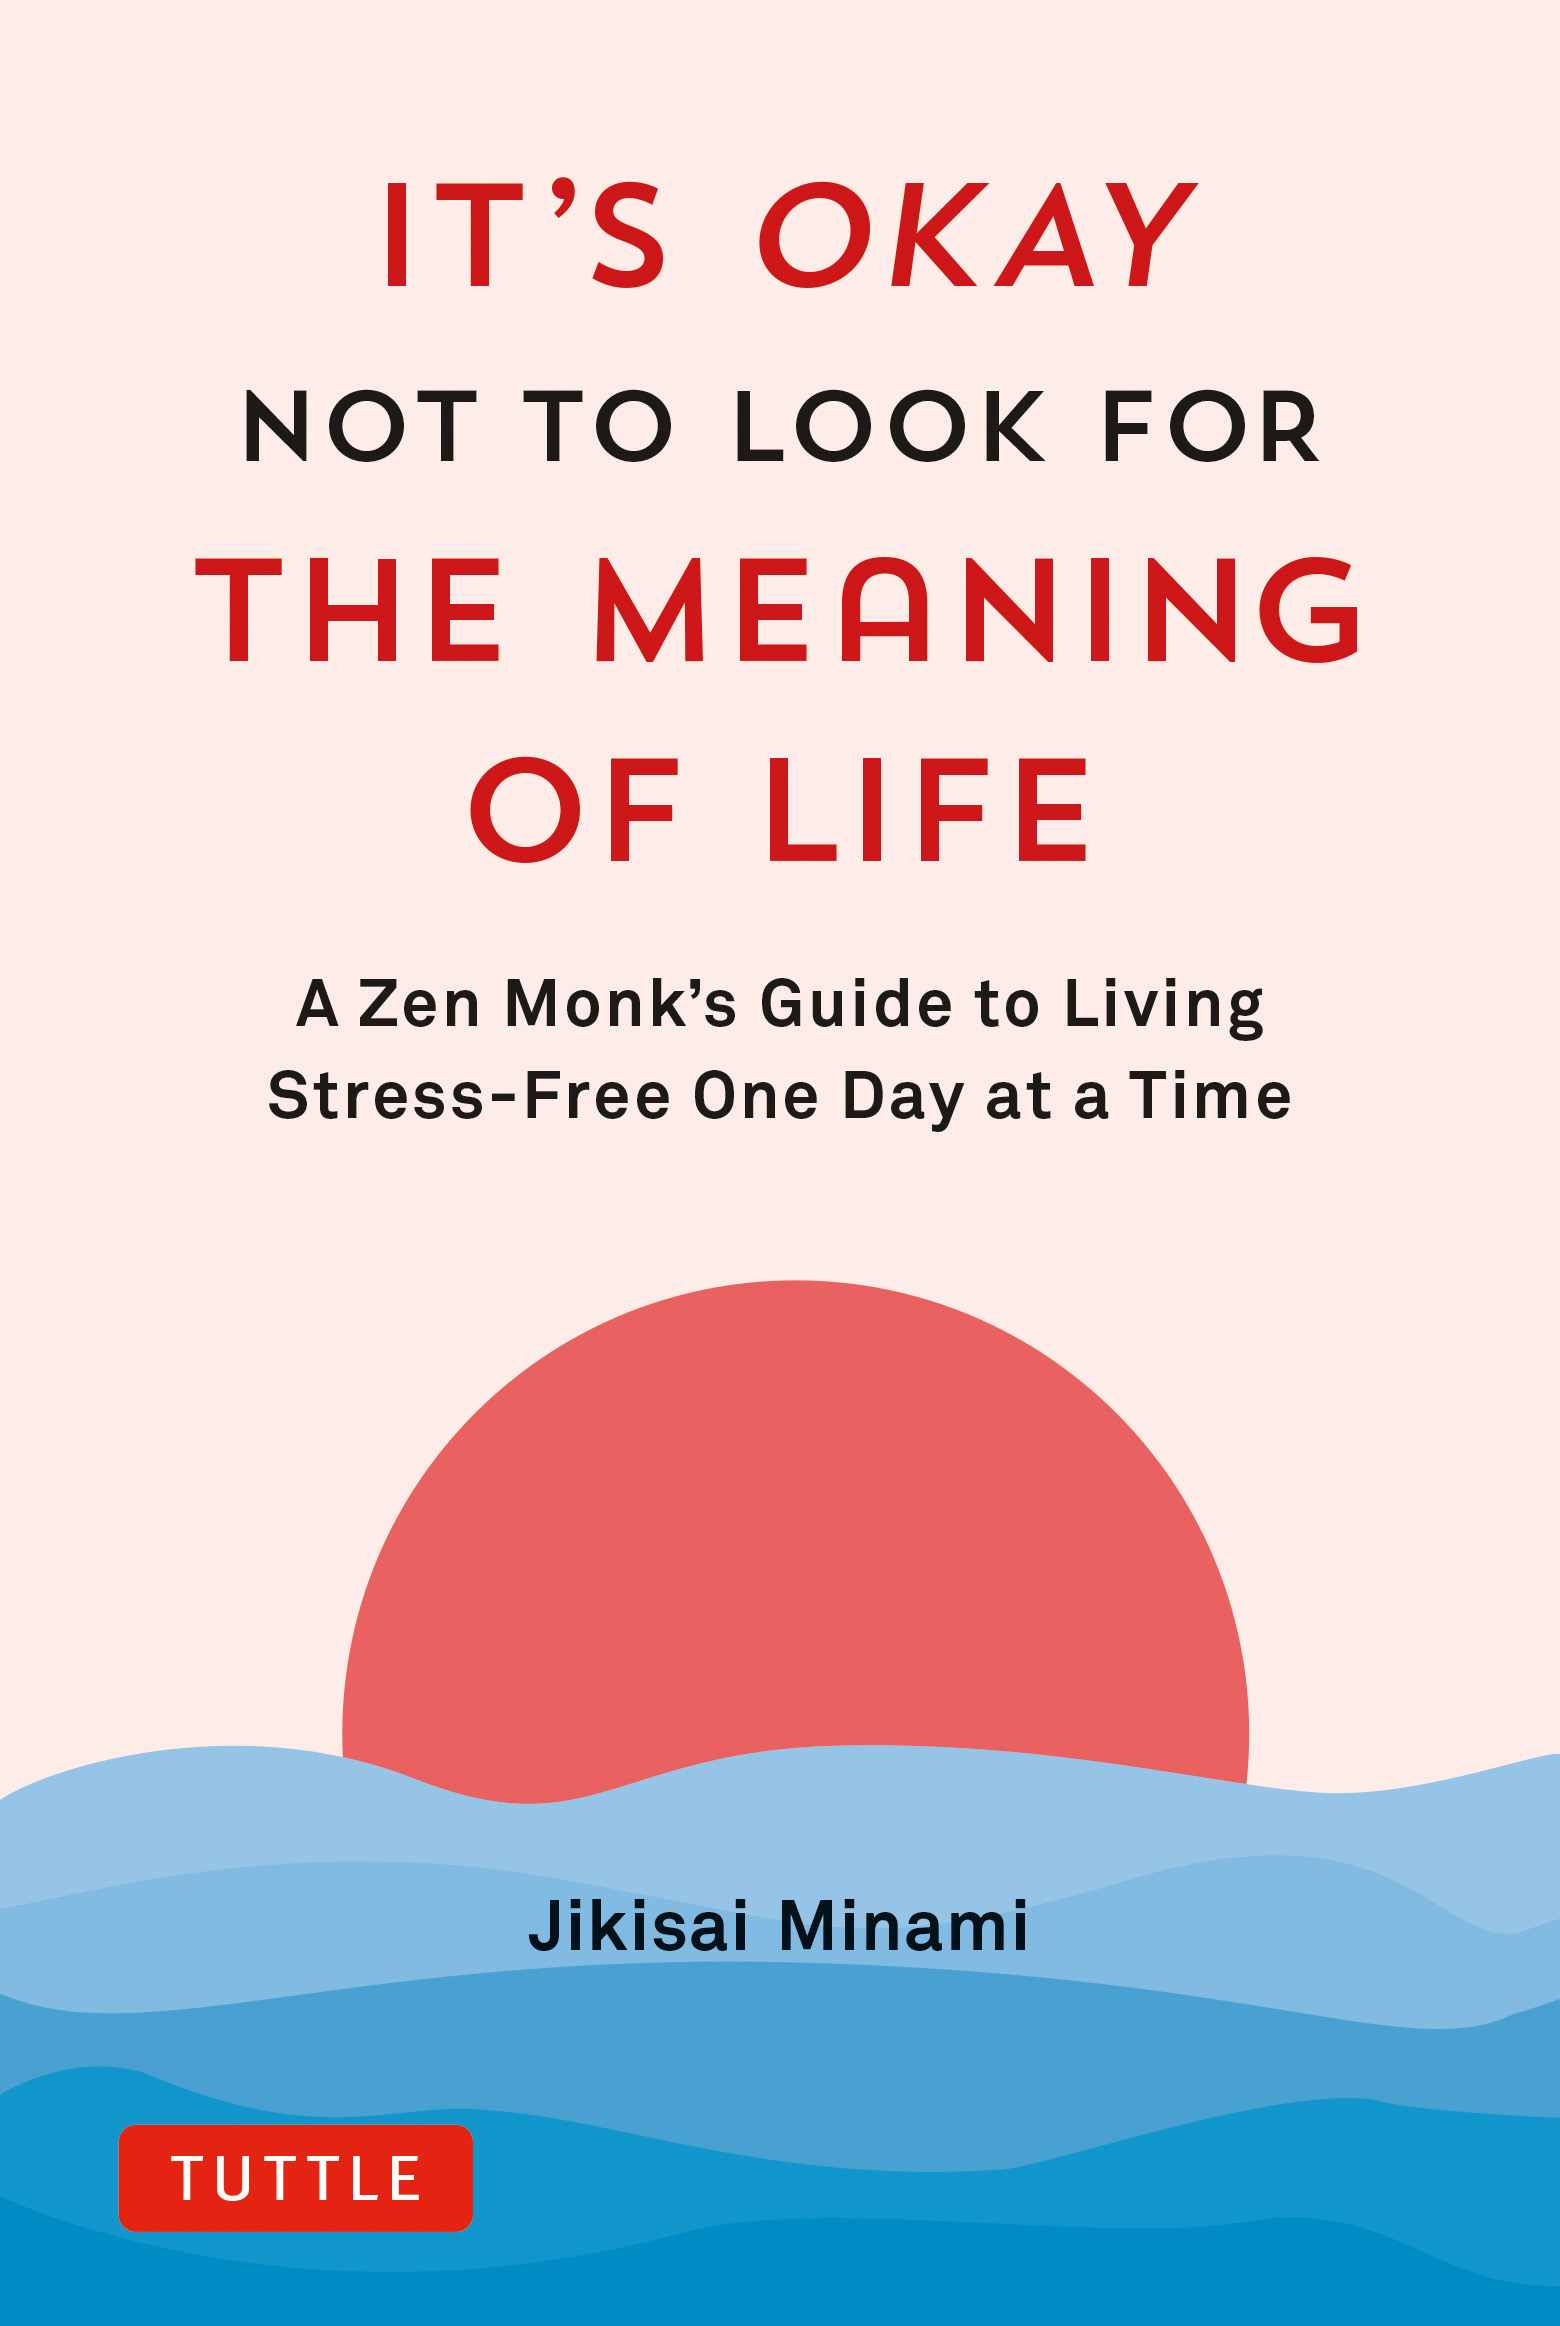 IT’S OKAY
NOT TO LOOK FOR
THE MEANING
OF LIFE
A Zen Monk’s Guide to Living
Stress-Free One Day at a Time
Jikisai Minami
TUTTLE